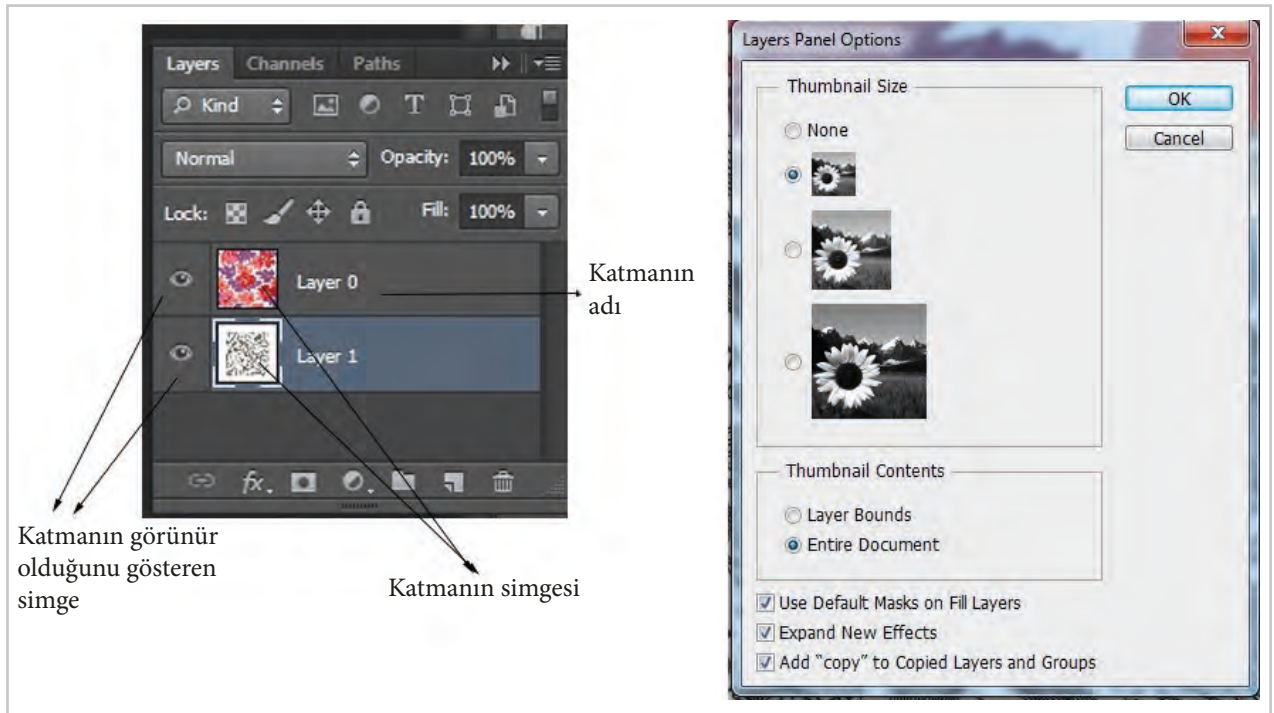 Layers Channels Paths
Kind T
Normal Opacity: 100%
Lock: Fill: 100%
Layer 0
Layer 1
fx.
Katmanın
adı
Katmanın görünür
olduğunu gösteren
simge
Katmanın simgesi
Layers Panel Options
Thumbnail Size
None
OK
Cancel
Thumbnail Contents
Layer Bounds
Entire Document
Use Default Masks on Fill Layers
Expand New Effects
Add "copy" to Copied Layers and Groups